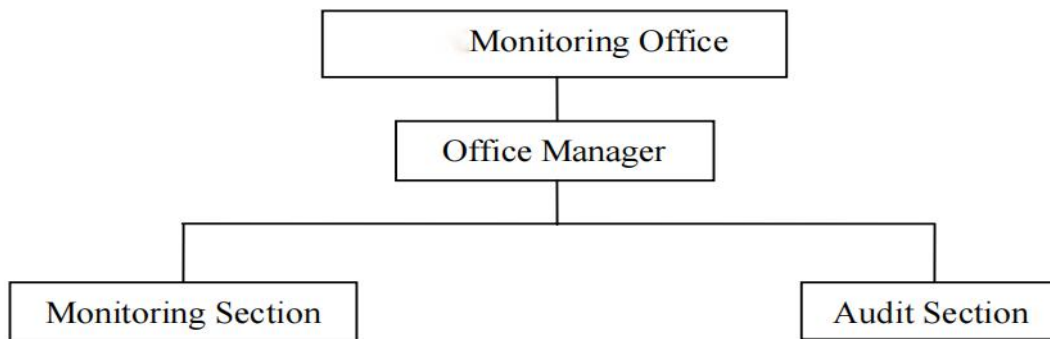 Monitoring Office
Office Manager
Monitoring Section
Audit Section